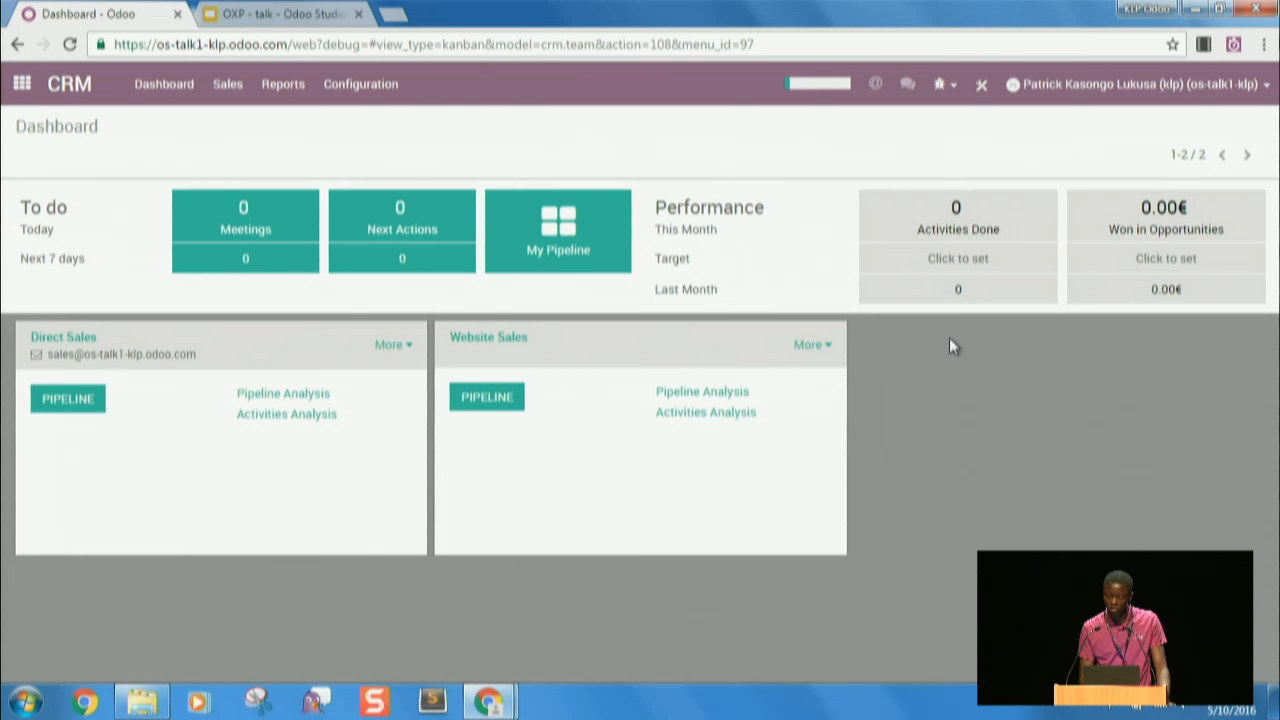 Dashboard - Odoo
OXP - talk - Odoo Studio
KLP Odoo
https://os-talk1-klp.odoo.com/web?debug=#view_type=kanban&model=crm.team&action=108&menu_id=97
CRM
Dashboard
Sales
Reports
Configuration
Patrick Kasongo Lukusa (klp) (os-talk1-klp)
Dashboard
1-2 / 2
To do
Today
Next 7 days
0
Meetings
0
0
Next Actions
0
My Pipeline
Performance
This Month
Target
Last Month
0
Activities Done
Click to set
0
0.00€
Won in Opportunities
Click to set
0.00€
Direct Sales
sales@os-talk1-klp.odoo.com
More
PIPELINE
Pipeline Analysis
Activities Analysis
Website Sales
More
PIPELINE
Pipeline Analysis
Activities Analysis
5/10/2016